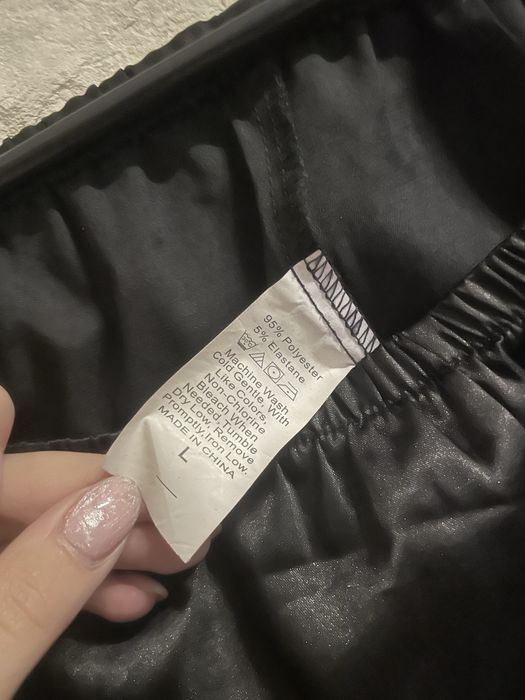 95% Polyester
5% Elastane
Machine Wash
Cold Gentle, With
Like Colors,
Non-Chlorine
Bleach When
Needed, Tumble
Dry Low, Remove
Promptly,Iron Low.
MADE IN CHINA
L